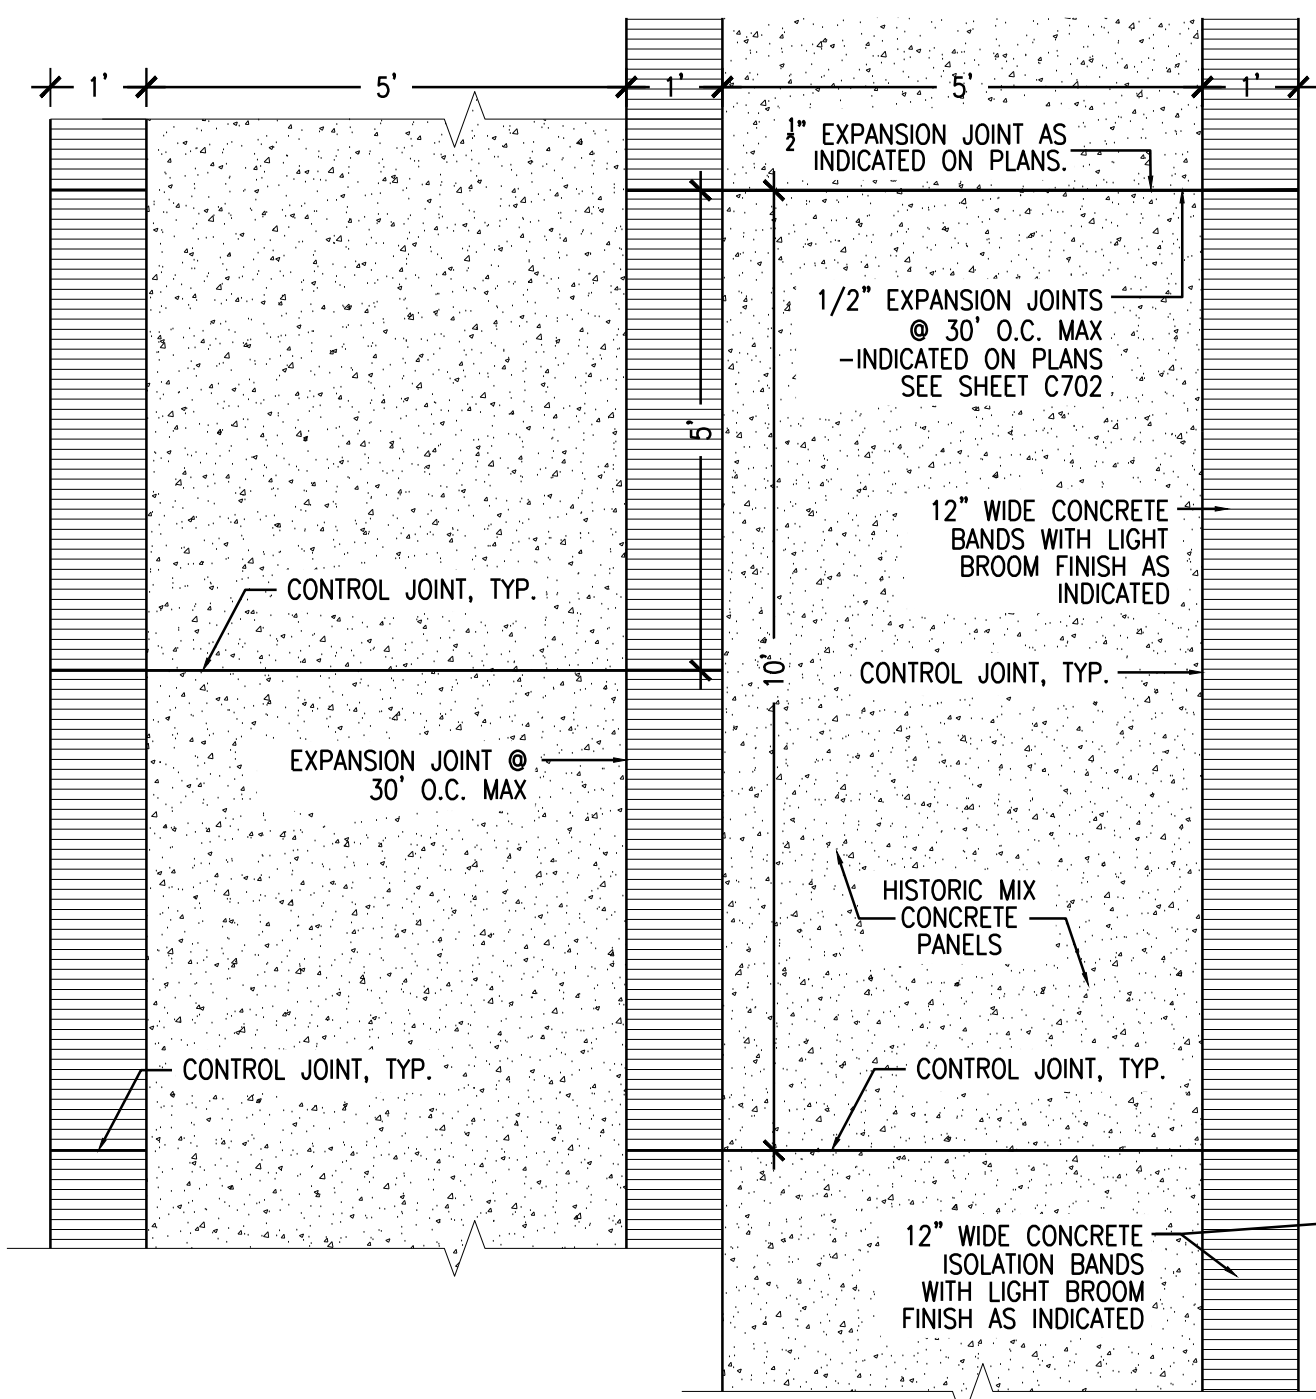 1' 5' 1' 5' 1'
1/2" EXPANSION JOINT AS
INDICATED ON PLANS.
1/2" EXPANSION JOINTS
@ 30' O.C. MAX
-INDICATED ON PLANS
SEE SHEET C702
5'
12" WIDE CONCRETE
BANDS WITH LIGHT
BROOM FINISH AS
INDICATED
CONTROL JOINT, TYP.
10'
CONTROL JOINT, TYP.
EXPANSION JOINT @
30' O.C. MAX
HISTORIC MIX
CONCRETE
PANELS
CONTROL JOINT, TYP.
CONTROL JOINT, TYP.
12" WIDE CONCRETE
ISOLATION BANDS
WITH LIGHT BROOM
FINISH AS INDICATED